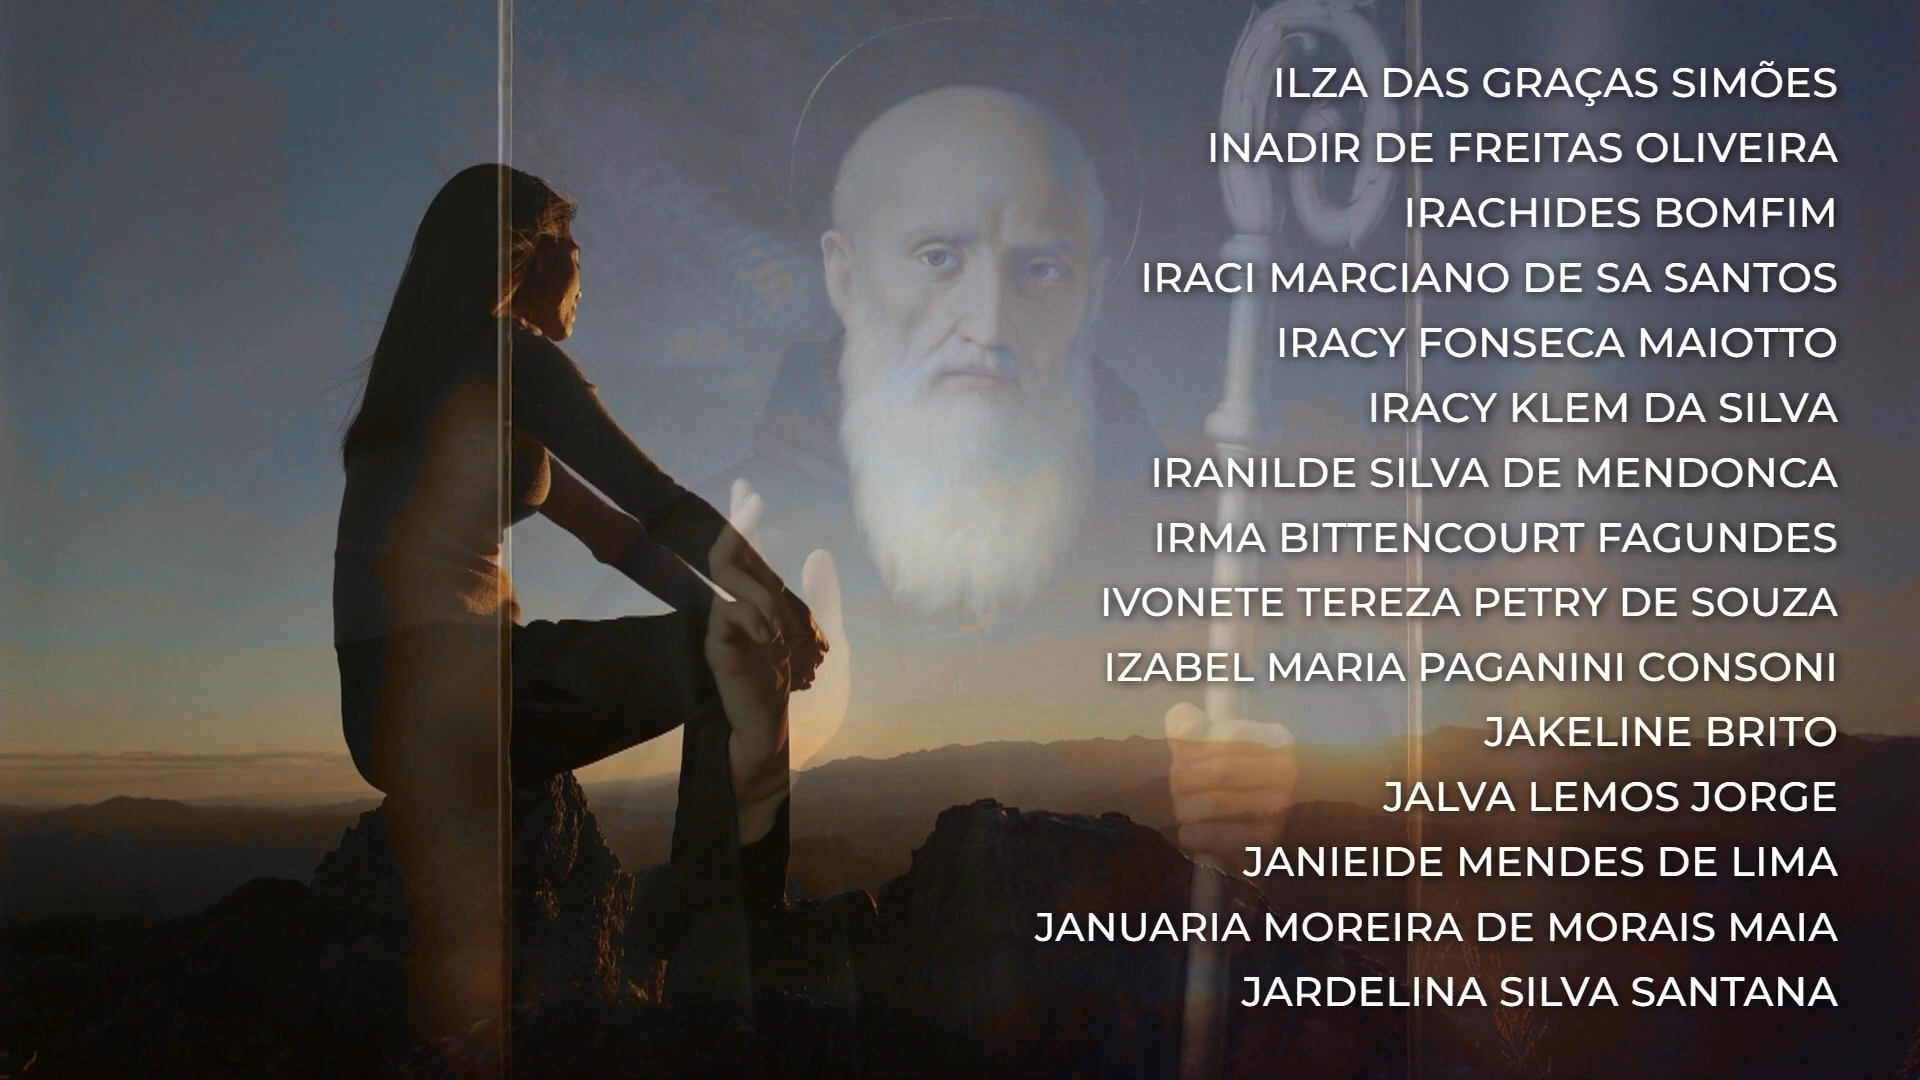 ILZA DAS GRAÇAS SIMÕES
INADIR DE FREITAS OLIVEIRA
IRACHIDES BOMFIM
IRACI MARCIANO DE SA SANTOS
IRACY FONSECA MAIOTTO
IRACY KLEM DA SILVA
IRANILDE SILVA DE MENDONCA
IRMA BITTENCOURT FAGUNDES
IVONETE TEREZA PETRY DE SOUZA
IZABEL MARIA PAGANINI CONSONI
JAKELINE BRITO
JALVA LEMOS JORGE
JANIEIDE MENDES DE LIMA
JANUARIA MOREIRA DE MORAIS MAIA
JARDELINA SILVA SANTANA